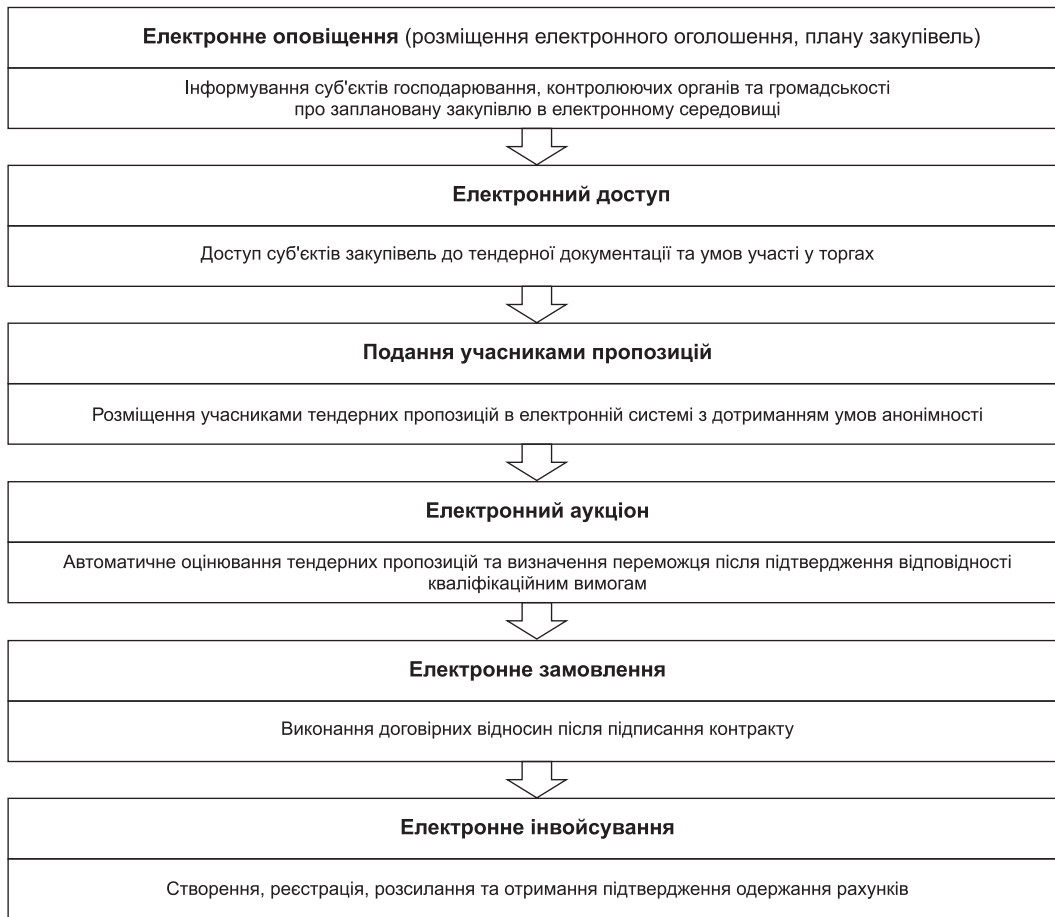 Електронне оповіщення (розміщення електронного оголошення, плану закупівель)
Інформування суб'єктів господарювання, контролюючих органів та громадськості
про заплановану закупівлю в електронному середовищі
Електронний доступ
Доступ суб'єктів закупівель до тендерної документації та умов участі у торгах
Подання учасниками пропозицій
Розміщення учасниками тендерних пропозицій в електронній системі з дотриманням умов анонімності
Електронний аукціон
Автоматичне оцінювання тендерних пропозицій та визначення переможця після підтвердження відповідності
кваліфікаційним вимогам
Електронне замовлення
Виконання договірних відносин після підписання контракту
Електронне інвойсування
Створення, реєстрація, розсилання та отримання підтвердження одержання рахунків